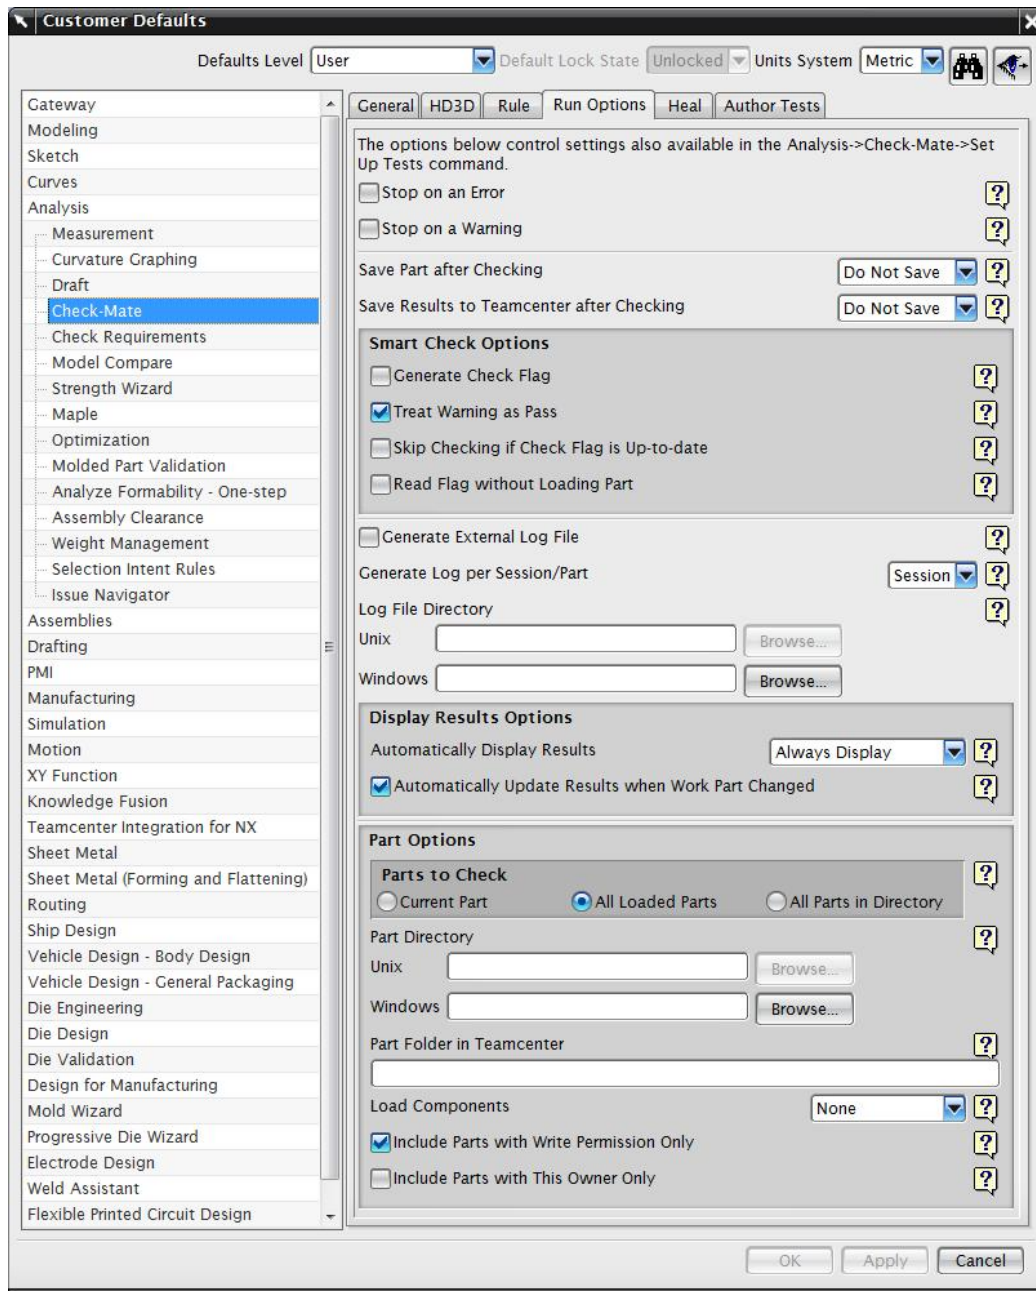 Customer Defaults
Defaults Level User Default Lock State Unlocked Units System Metric
Gateway
Modeling
Sketch
Curves
Analysis
Measurement
Curvature Graphing
Draft
Check-Mate
Check Requirements
Model Compare
Strength Wizard
Maple
Optimization
Molded Part Validation
Analyze Formability - One-step
Assembly Clearance
Weight Management
Selection Intent Rules
Issue Navigator
Assemblies
Drafting
PMI
Manufacturing
Simulation
Motion
XY Function
Knowledge Fusion
Teamcenter Integration for NX
Sheet Metal
Sheet Metal (Forming and Flattening)
Routing
Ship Design
Vehicle Design - Body Design
Vehicle Design - General Packaging
Die Engineering
Die Design
Die Validation
Design for Manufacturing
Mold Wizard
Progressive Die Wizard
Electrode Design
Weld Assistant
Flexible Printed Circuit Design
General HD3D Rule Run Options Heal Author Tests
The options below control settings also available in the Analysis->Check-Mate->Set
Up Tests command.
Stop on an Error ?
Stop on a Warning ?
Save Part after Checking Do Not Save ?
Save Results to Teamcenter after Checking Do Not Save ?
Smart Check Options
Generate Check Flag ?
Treat Warning as Pass ?
Skip Checking if Check Flag is Up-to-date ?
Read Flag without Loading Part ?
Generate External Log File ?
Generate Log per Session/Part Session ?
Log File Directory ?
Unix Browse...
Windows Browse...
Display Results Options
Automatically Display Results Always Display ?
Automatically Update Results when Work Part Changed ?
Part Options
Parts to Check ?
Current Part All Loaded Parts All Parts in Directory
Part Directory ?
Unix Browse...
Windows Browse...
Part Folder in Teamcenter ?
Load Components None ?
Include Parts with Write Permission Only ?
Include Parts with This Owner Only ?
OK Apply Cancel